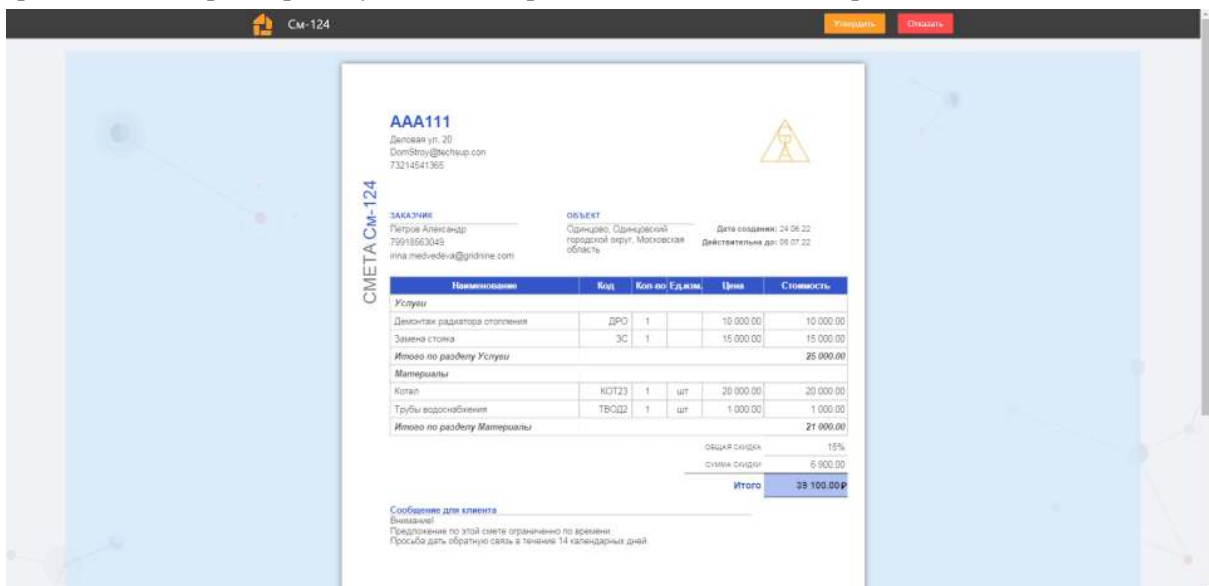 См-124
Утвердить
Отказать
AAA111
Деловая ул. 20
DomStroy@techsup.con
73214541365
СМЕТА См-124
ЗАКАЗЧИК
Петров Александр
79918663049
irina.medvedeva@gridnine.com
ОБЪЕКТ
Одинцово, Одинцовский
городской округ, Московская
область
Дата создания: 24.06.22
Действительна до: 08.07.22
Наименование Код Кол-во Ед.изм. Цена Стоимость
Услуги
Демонтаж радиатора отопления ДРО 1 10 000.00 10 000.00
Замена стояка ЗС 1 15 000.00 15 000.00
Итого по разделу Услуги 25 000.00
Материалы
Котел КОТ23 1 шт 20 000.00 20 000.00
Трубы водоснабжения ТВОД2 1 шт 1 000.00 1 000.00
Итого по разделу Материалы 21 000.00
ОБЩАЯ СКИДКА 15%
СУММА СКИДКИ 6 900.00
Итого 39 100.00 ₽
Сообщение для клиента
Внимание!
Предложение по этой смете ограниченно по времени
Просьба дать обратную связь в течение 14 календарных дней.